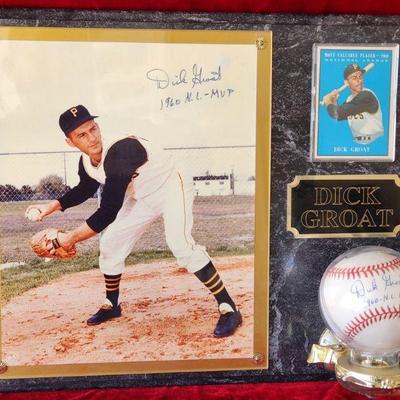 Dick Groat
1960 N.L.-MVP
P
MOST VALUABLE PLAYER-1960
NATIONAL LEAGUE
DICK GROAT
DICK
GROAT
Dick Groat
1960-N.L.